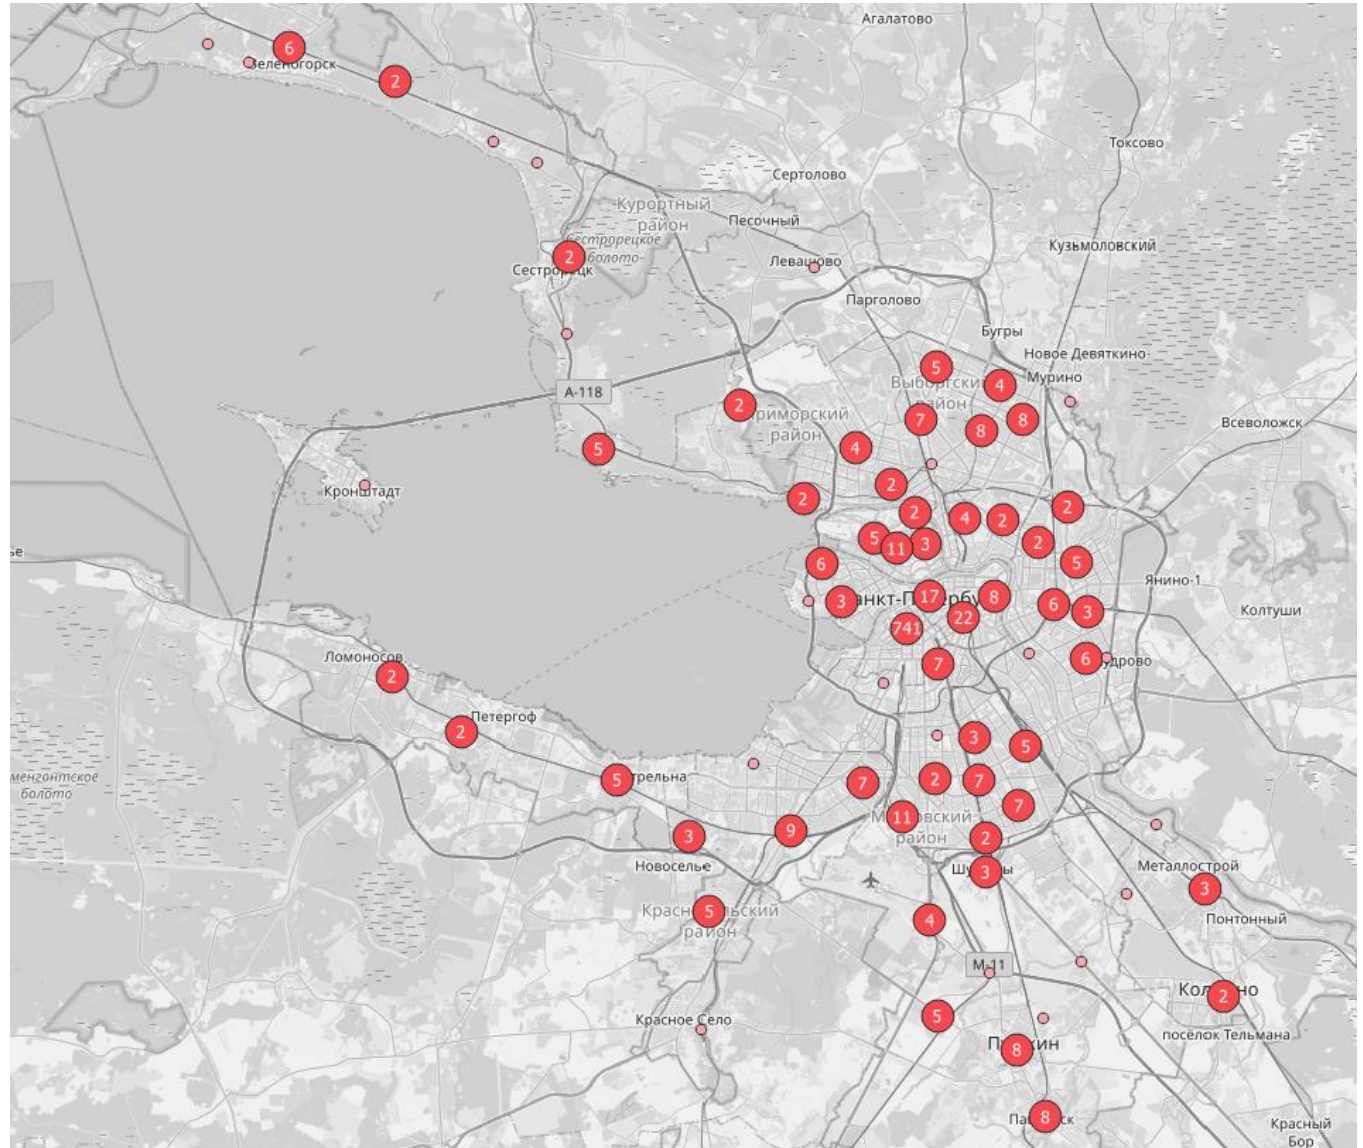 Агалатово
6
Зеленогорск
2
Токсово
Сертолово
Курортный
район
Песочный
Сестрорецкое
болото
Кузьмоловский
2
Сестрорецк
Левашово
Парголово
Бугры
Новое Девяткино
5
Выборгский
район
4
Мурино
А-118
2
Приморский
район
7
8
8
Всеволожск
4
5
2
Кронштадт
2
2
4
2
2
5
11
3
2
5
6
Янино-1
3
Санкт-Петербург
17
8
6
3
Колтуши
22
741
Ломоносов
2
7
6
Кудрово
Петергоф
2
3
5
5
Стрельна
7
2
7
7
11
Московский
район
9
3
2
Новоселье
3
Шушары
Металлострой
3
5
Красносельский
район
4
Понтонный
М-11
Колпино
2
5
Красное Село
посёлок Тельмана
Пушкин
8
8
Павловск
Красный
Бор